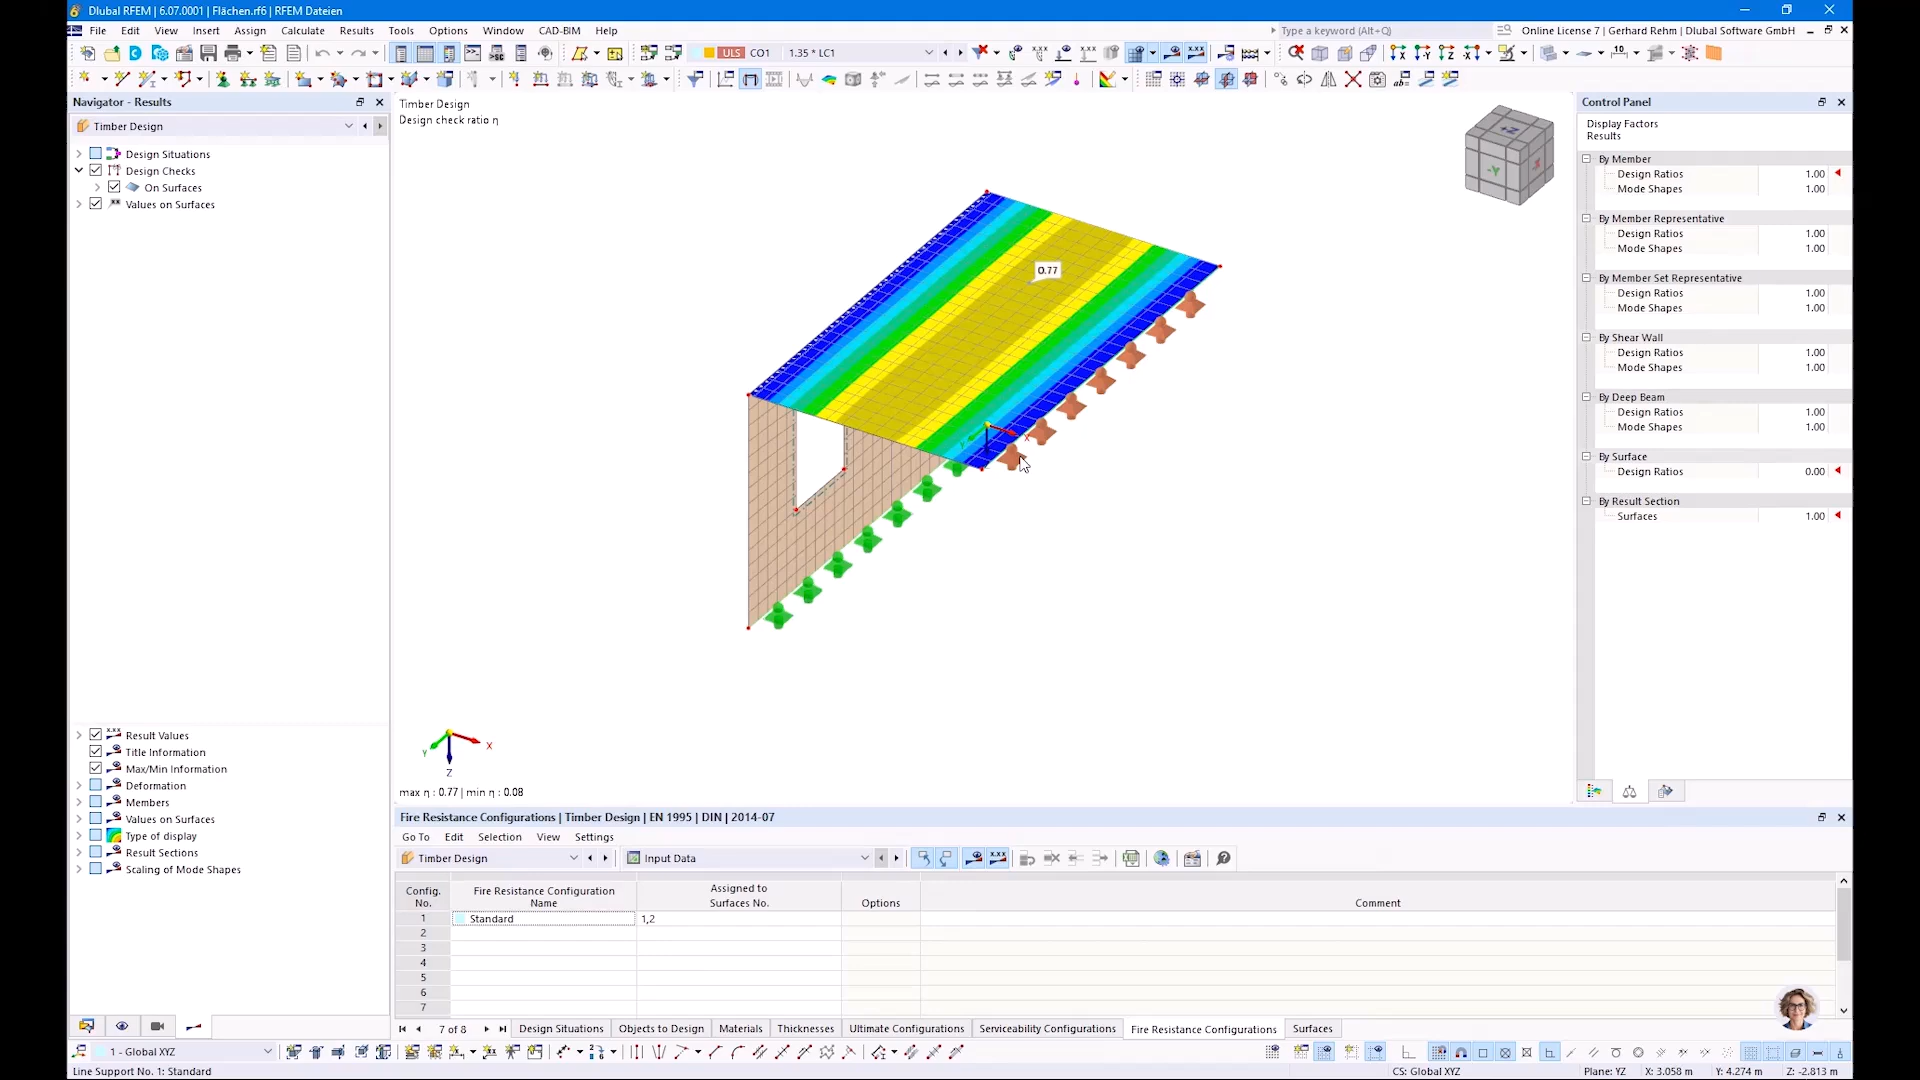 Dlubal RFEM | 6.07.0001 | Flächen.rf6 | RFEM Dateien
File Edit View Insert Assign Calculate Results Tools Options Window CAD-BIM Help
Type a keyword (Alt+Q)
Online License 7 | Gerhard Rehm | Dlubal Software GmbH
ULS CO1 1.35 * LC1
Navigator - Results
Timber Design
Design Situations
Design Checks
On Surfaces
Values on Surfaces
Result Values
Title Information
Max/Min Information
Deformation
Members
Values on Surfaces
Type of display
Result Sections
Scaling of Mode Shapes
Timber Design
Design check ratio η
+Z
-Y
X
0.77
Y X
Y X
Z
max η : 0.77 | min η : 0.08
Control Panel
Display Factors
Results
By Member
Design Ratios 1.00
Mode Shapes 1.00
By Member Representative
Design Ratios 1.00
Mode Shapes 1.00
By Member Set Representative
Design Ratios 1.00
Mode Shapes 1.00
By Shear Wall
Design Ratios 1.00
Mode Shapes 1.00
By Deep Beam
Design Ratios 1.00
Mode Shapes 1.00
By Surface
Design Ratios 0.00
By Result Section
Surfaces 1.00
Fire Resistance Configurations | Timber Design | EN 1995 | DIN | 2014-07
Go To Edit Selection View Settings
Timber Design Input Data
Config. No. Fire Resistance Configuration Name Assigned to Surfaces No. Options Comment
1 Standard 1,2
2
3
4
5
6
7
7 of 8 Design Situations Objects to Design Materials Thicknesses Ultimate Configurations Serviceability Configurations Fire Resistance Configurations Surfaces
1 - Global XYZ
Line Support No. 1: Standard
CS: Global XYZ Plane: YZ X: 3.058 m Y: 4.274 m Z: -2.813 m